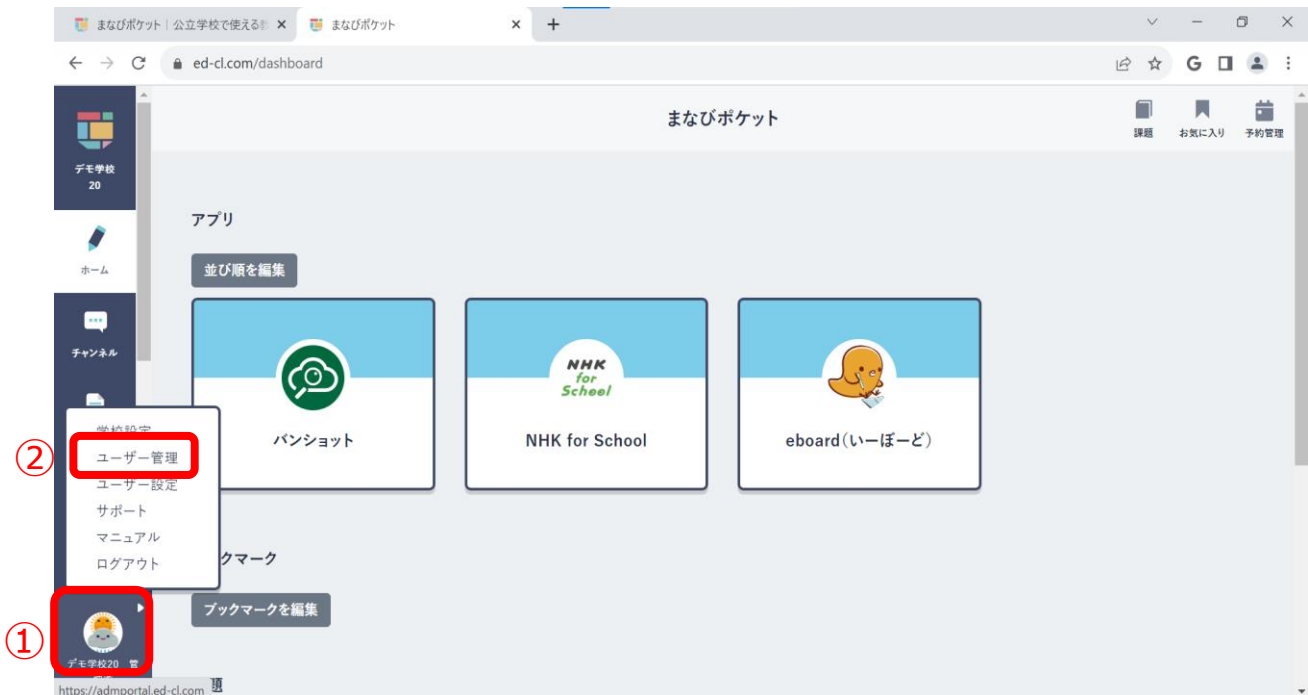 まなびポケット｜公立学校で使える
まなびポケット
ed-cl.com/dashboard
デモ学校
20
まなびポケット
課題
お気に入り
予約管理
ホーム
チャンネル
アプリ
並び順を編集
バンショット
NHK
for
School
NHK for School
eboard（いーぼーど）
学校設定
②
ユーザー管理
ユーザー設定
サポート
マニュアル
ログアウト
クマーク
ブックマークを編集
①
デモ学校20 管
https://admportal.ed-cl.com